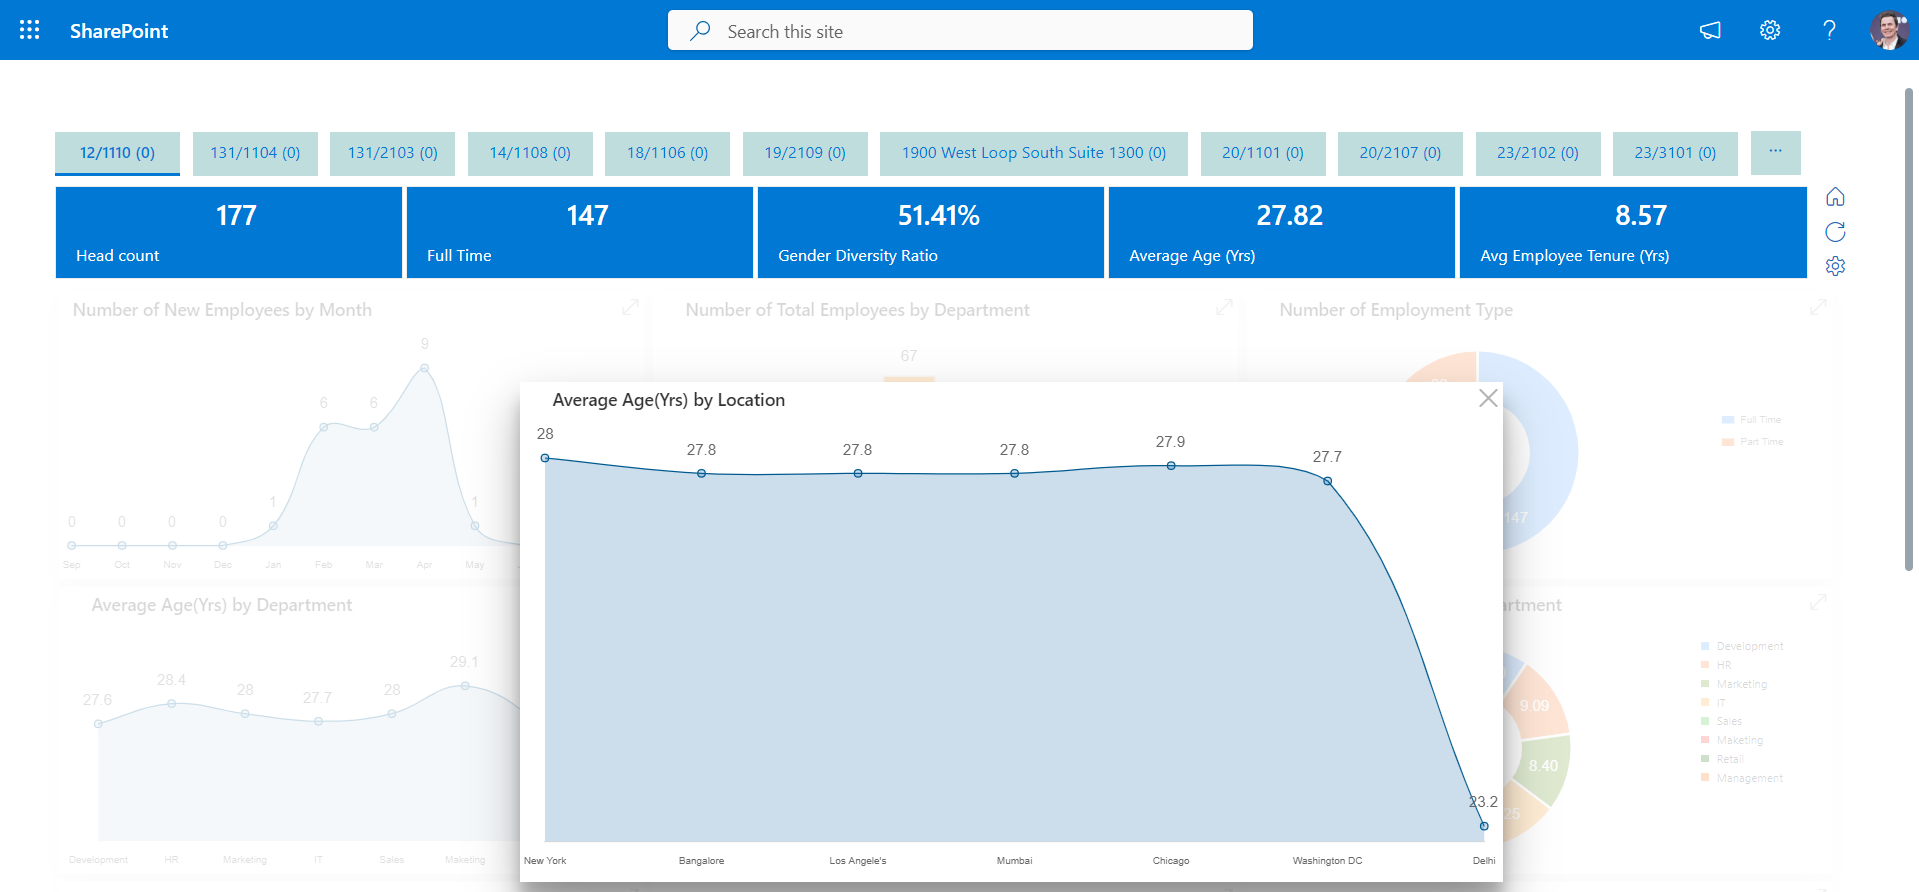 SharePoint
Search this site
?
12/1110 (0)
131/1104 (0)
131/2103 (0)
14/1108 (0)
18/1106 (0)
19/2109 (0)
1900 West Loop South Suite 1300 (0)
20/1101 (0)
20/2107 (0)
23/2102 (0)
23/3101 (0)
...
177
Head count
147
Full Time
51.41%
Gender Diversity Ratio
27.82
Average Age (Yrs)
8.57
Avg Employee Tenure (Yrs)
Number of New Employees by Month
9
6
6
1
1
0
0
0
0
Sep
Oct
Nov
Dec
Jan
Feb
Mar
Apr
May
Number of Total Employees by Department
67
Number of Employment Type
147
Full Time
Part Time
Average Age(Yrs) by Location
28
27.8
27.8
27.8
27.9
27.7
23.2
New York
Bangalore
Los Angele's
Mumbai
Chicago
Washington DC
Delhi
Average Age(Yrs) by Department
27.6
28.4
28
27.7
28
29.1
Development
HR
Marketing
IT
Sales
Maketing
9.09
8.40
25
Development
HR
Marketing
IT
Sales
Maketing
Retail
Management